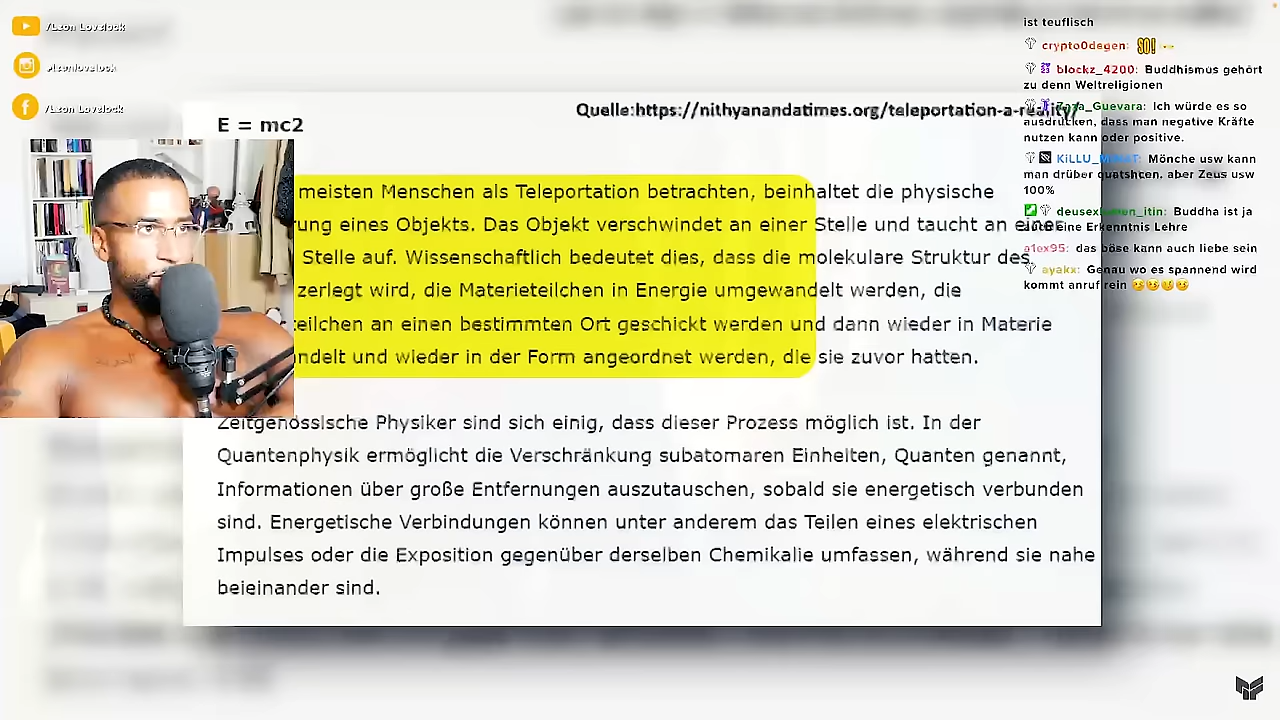 /Leon Lovelock
leonlovelock
/Leon Lovelock
E = mc2
Quelle:https://nithyanandatimes.org/teleportation-a-reality/
meisten Menschen als Teleportation betrachten, beinhaltet die physische
rung eines Objekts. Das Objekt verschwindet an einer Stelle und taucht an einer
Stelle auf. Wissenschaftlich bedeutet dies, dass die molekulare Struktur des
zerlegt wird, die Materieteilchen in Energie umgewandelt werden, die
teilchen an einen bestimmten Ort geschickt werden und dann wieder in Materie
ndelt und wieder in der Form angeordnet werden, die sie zuvor hatten.
Zeitgenössische Physiker sind sich einig, dass dieser Prozess möglich ist. In der
Quantenphysik ermöglicht die Verschränkung subatomaren Einheiten, Quanten genannt,
Informationen über große Entfernungen auszutauschen, sobald sie energetisch verbunden
sind. Energetische Verbindungen können unter anderem das Teilen eines elektrischen
Impulses oder die Exposition gegenüber derselben Chemikalie umfassen, während sie nahe
beieinander sind.
ist teuflisch
crypto0degen: SO!
blockz_4200: Buddhismus gehört
zu denn Weltreligionen
Guevara: Ich würde es so
ausdrücken, dass man negative Kräfte
nutzen kann oder positive.
Mönche usw kann
man drüber quatshcen. aber Zeus usw
100%
Buddha ist ja
auch eine Erkenntnis Lehre
a1ex95: das böse kann auch liebe sein
ayakx: Genau wo es spannend wird
kommt anruf rein